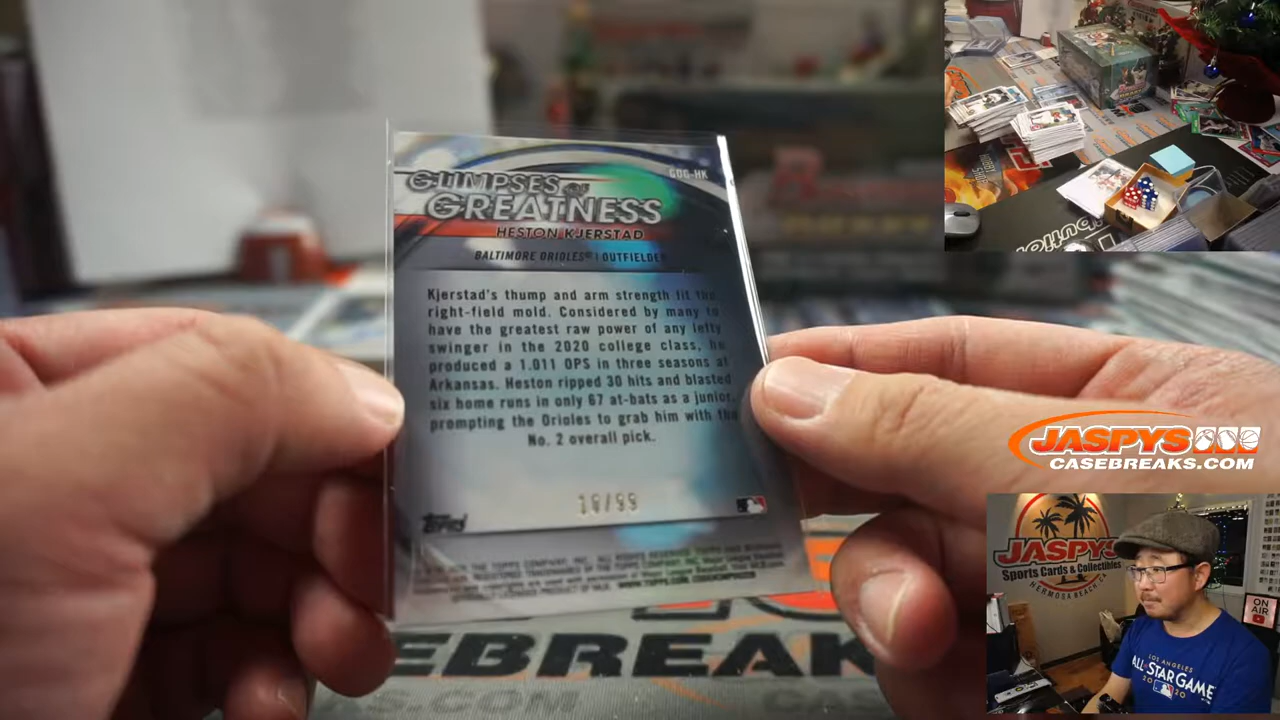 GLIMPSES OF
GREATNESS
GOG-HK
HESTON KJERSTAD
BALTIMORE ORIOLES® | OUTFIELDER
Kjerstad's thump and arm strength fit the
right-field mold. Considered by many to
have the greatest raw power of any lefty
swinger in the 2020 college class, he
produced a 1.011 OPS in three seasons at
Arkansas. Heston ripped 30 hits and blasted
six home runs in only 67 at-bats as a junior,
prompting the Orioles to grab him with the
No. 2 overall pick.
16/99
Topps
EBREAK
JASPYS
CASEBREAKS.COM
JASPYS
Sports Cards & Collectibles
HERMOSA BEACH, CA
ON
AIR
LOS ANGELES
ALL-STAR GAME
2020